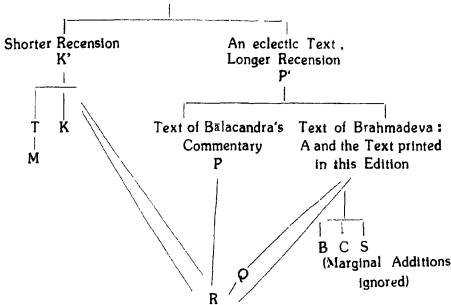 Shorter Recension
K'
An eclectic Text.
Longer Recension
P'
T K
M
Text of Bālacandra's
Commentary
P
Text of Brahmadeva:
A and the Text printed
in this Edition
B C S
(Marginal Additions
ignored)
Q
R